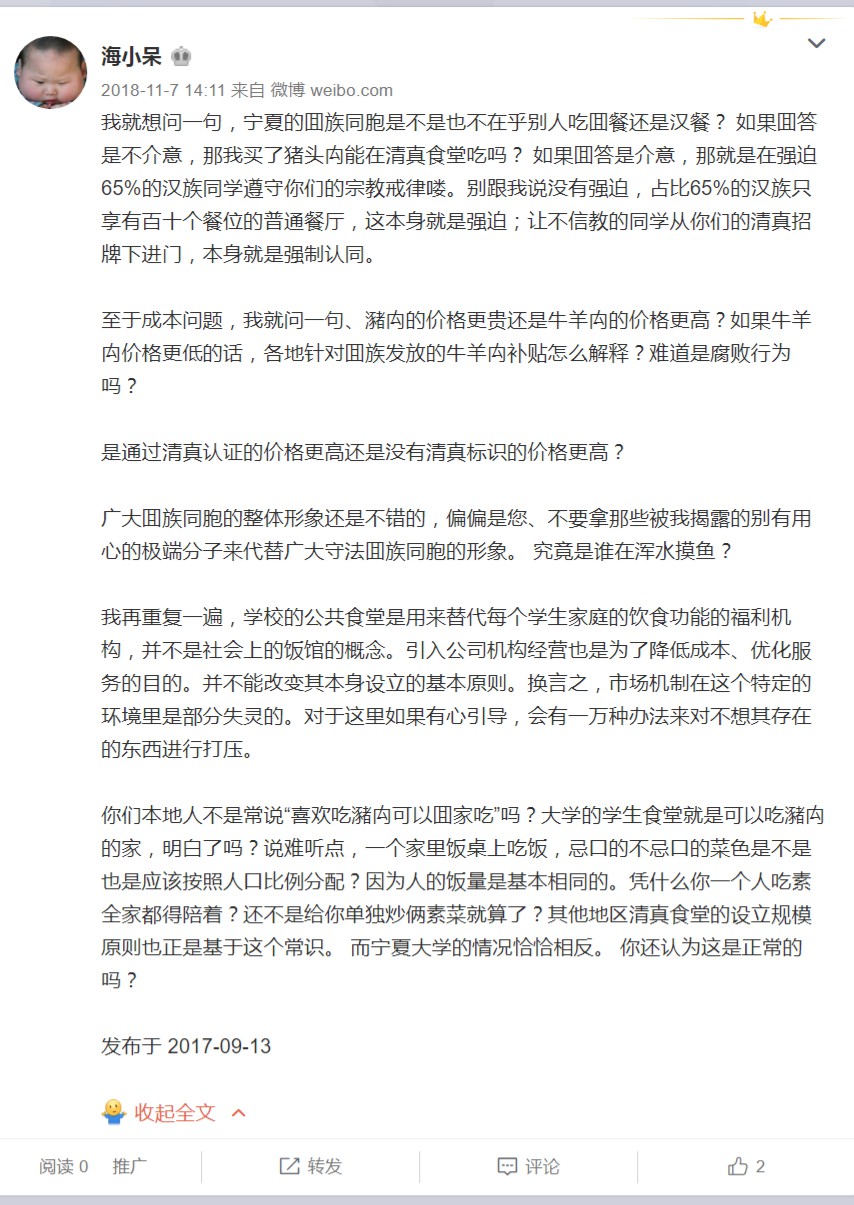 海小呆
2018-11-7 14:11 来自 微博 weibo.com
我就想问一句，宁夏的囬族同胞是不是也不在乎别人吃囬餐还是汉餐？ 如果囬答
是不介意，那我买了猪头禸能在清真食堂吃吗？ 如果囬答是介意，那就是在强迫
65%的汉族同学遵守你们的宗教戒律喽。别跟我说没有强迫，占比65%的汉族只
享有百十个餐位的普通餐厅，这本身就是强迫；让不信教的同学从你们的清真招
牌下进门，本身就是强制认同。
至于成本问题，我就问一句、瀦禸的价格更贵还是牛羊禸的价格更高？如果牛羊
禸价格更低的话，各地针对囬族发放的牛羊禸补贴怎么解释？难道是腐败行为
吗？
是通过清真认证的价格更高还是没有清真标识的价格更高？
广大囬族同胞的整体形象还是不错的，偏偏是您、不要拿那些被我揭露的别有用
心的极端分子来代替广大守法囬族同胞的形象。 究竟是谁在浑水摸鱼？
我再重复一遍，学校的公共食堂是用来替代每个学生家庭的饮食功能的福利机
构，并不是社会上的饭馆的概念。引入公司机构经营也是为了降低成本、优化服
务的目的。并不能改变其本身设立的基本原则。换言之，市场机制在这个特定的
环境里是部分失灵的。对于这里如果有心引导，会有一万种办法来对不想其存在
的东西进行打压。
你们本地人不是常说“喜欢吃瀦禸可以囬家吃”吗？大学的学生食堂就是可以吃瀦禸
的家，明白了吗？说难听点，一个家里饭桌上吃饭，忌口的不忌口的菜色是不是
也是应该按照人口比例分配？因为人的饭量是基本相同的。凭什么你一个人吃素
全家都得陪着？还不是给你单独炒俩素菜就算了？其他地区清真食堂的设立规模
原则也正是基于这个常识。 而宁夏大学的情况恰恰相反。 你还认为这是正常的
吗？
发布于 2017-09-13
收起全文
阅读 0 推广 转发 评论 2